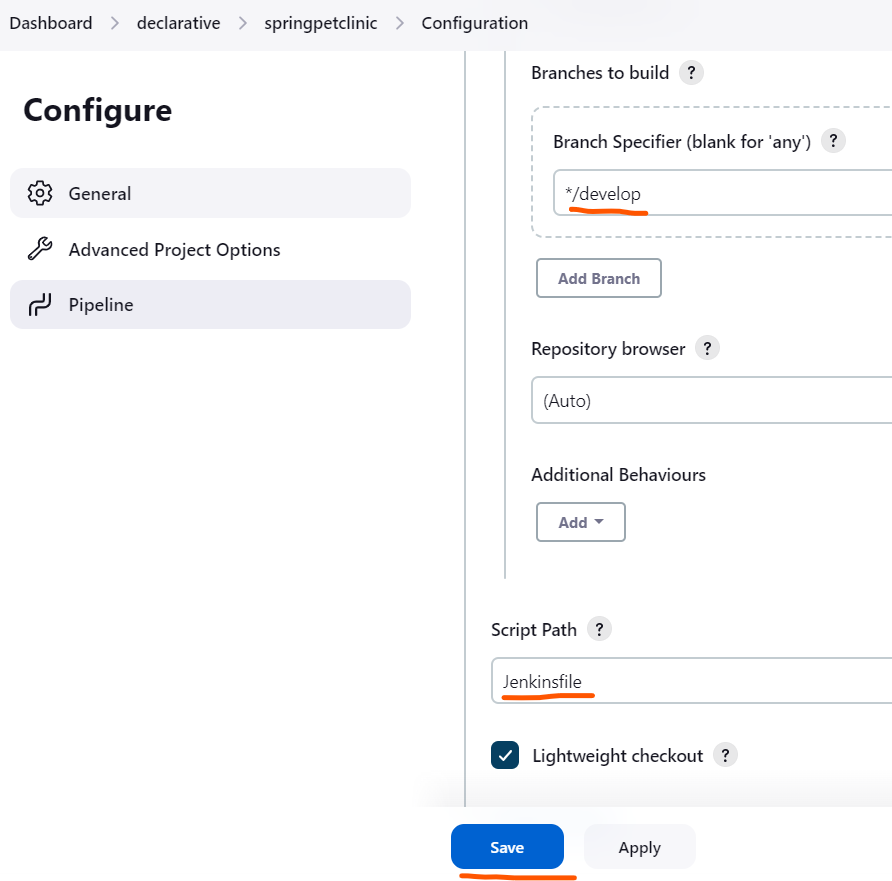 Dashboard > declarative > springpetclinic > Configuration
Configure
General
Advanced Project Options
Pipeline
Branches to build ?
Branch Specifier (blank for 'any') ?
*/develop
Add Branch
Repository browser ?
(Auto)
Additional Behaviours
Add
Script Path ?
Jenkinsfile
Lightweight checkout ?
Save Apply